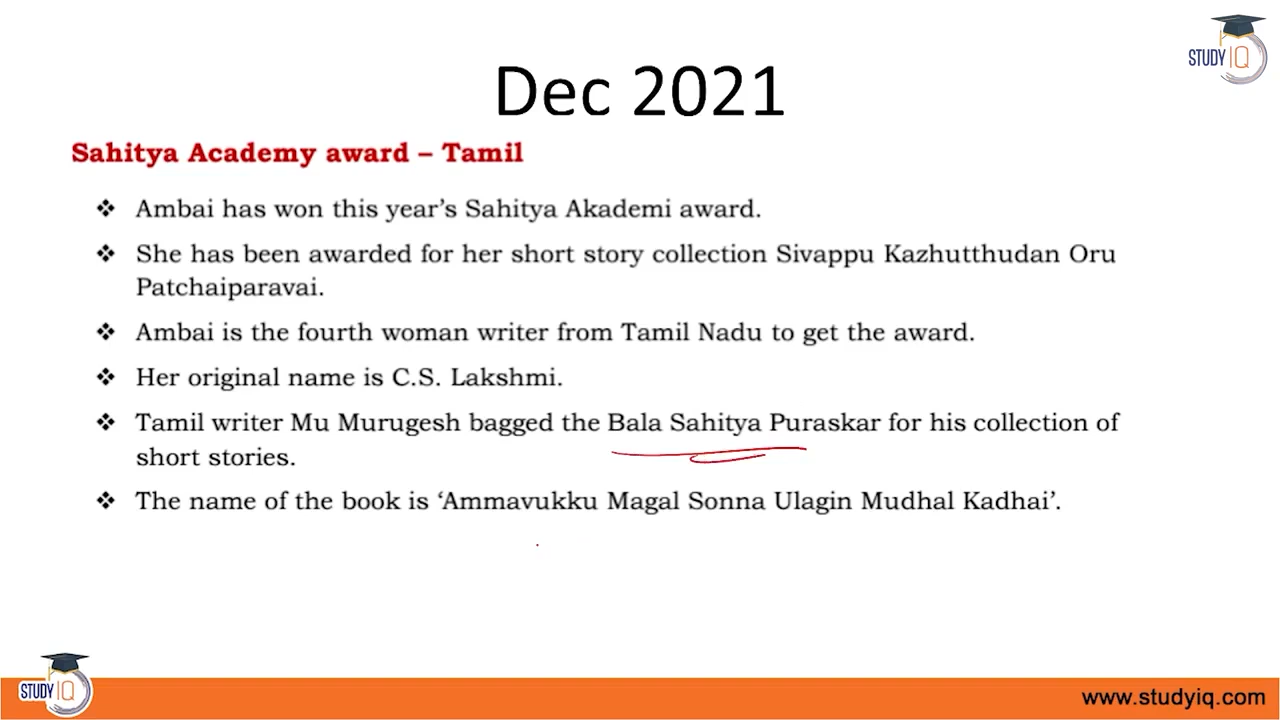 STUDY IQ
Dec 2021
Sahitya Academy award – Tamil
❖ Ambai has won this year’s Sahitya Akademi award.
❖ She has been awarded for her short story collection Sivappu Kazhutthudan Oru
Patchaiparavai.
❖ Ambai is the fourth woman writer from Tamil Nadu to get the award.
❖ Her original name is C.S. Lakshmi.
❖ Tamil writer Mu Murugesh bagged the Bala Sahitya Puraskar for his collection of
short stories.
❖ The name of the book is ‘Ammavukku Magal Sonna Ulagin Mudhal Kadhai’.
STUDY IQ
www.studyiq.com